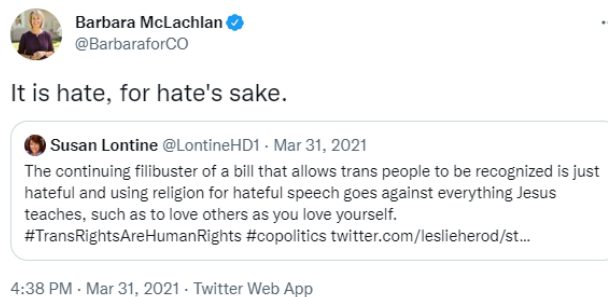 Barbara McLachlan
@BarbaraforCO
It is hate, for hate's sake.
Susan Lontine @LontineHD1 · Mar 31, 2021
The continuing filibuster of a bill that allows trans people to be recognized is just
hateful and using religion for hateful speech goes against everything Jesus
teaches, such as to love others as you love yourself.
#TransRightsAreHumanRights #copolitics twitter.com/leslieherod/st...
4:38 PM · Mar 31, 2021 · Twitter Web App